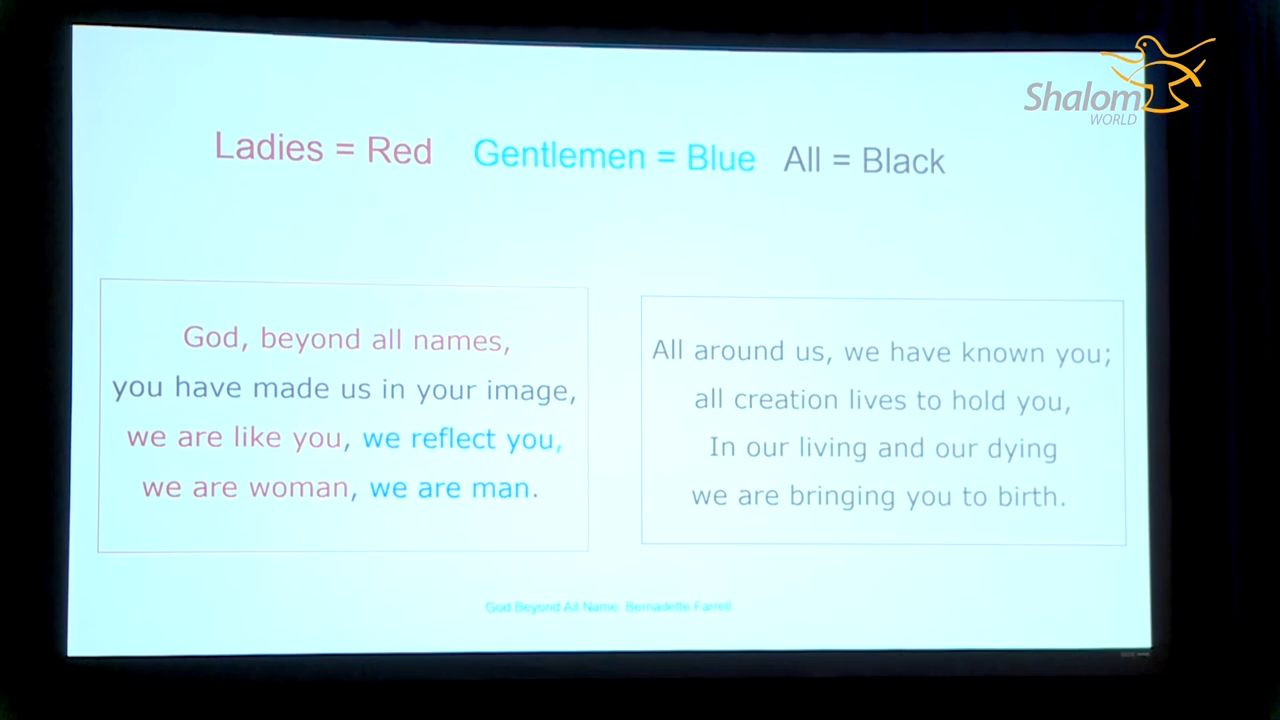 Shalom
WORLD
Ladies = Red Gentlemen = Blue All = Black
God, beyond all names,
you have made us in your image,
we are like you, we reflect you,
we are woman, we are man.
All around us, we have known you;
all creation lives to hold you,
In our living and our dying
we are bringing you to birth.
God Beyond All Name. Bernadette Farrell